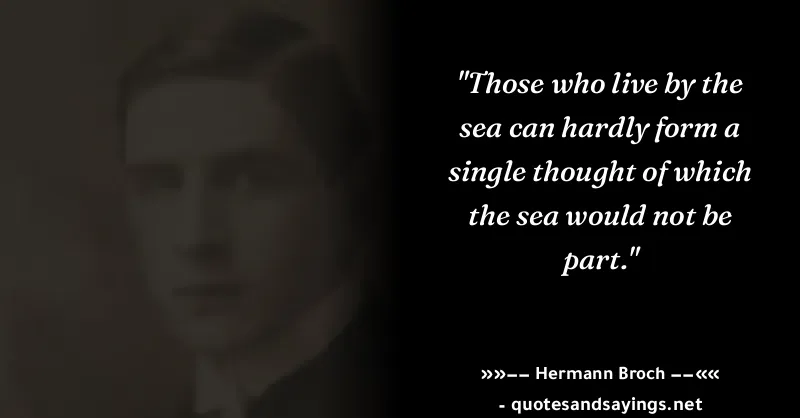 "Those who live by the
sea can hardly form a
single thought of which
the sea would not be
part."
»»−− Hermann Broch −−««
- quotesandsayings.net